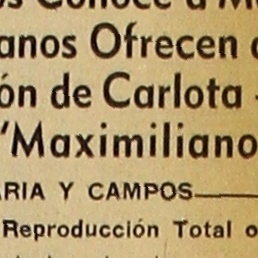 s Conoce a M
anos Ofrecen
ón de Carlota -
"Maximiliano
ARIA Y CAMPOS
Reproducción Total o